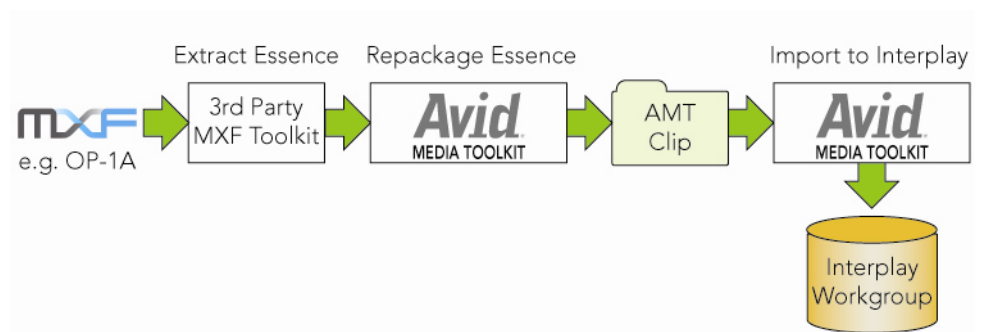 Extract Essence
Repackage Essence
Import to Interplay
MXF
e.g. OP-1A
3rd Party
MXF Toolkit
Avid
MEDIA TOOLKIT
AMT
Clip
Avid
MEDIA TOOLKIT
Interplay
Workgroup